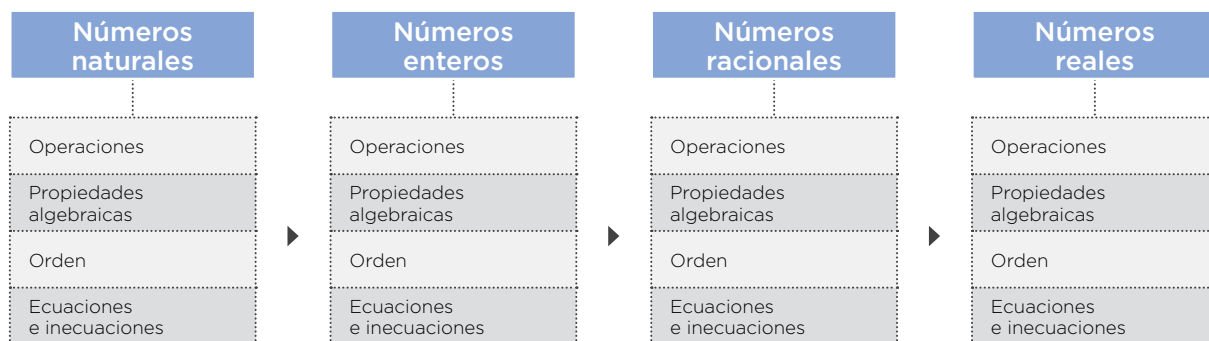 Números
naturales
Operaciones
Propiedades
algebraicas
Orden
Ecuaciones
e inecuaciones
Números
enteros
Operaciones
Propiedades
algebraicas
Orden
Ecuaciones
e inecuaciones
Números
racionales
Operaciones
Propiedades
algebraicas
Orden
Ecuaciones
e inecuaciones
Números
reales
Operaciones
Propiedades
algebraicas
Orden
Ecuaciones
e inecuaciones